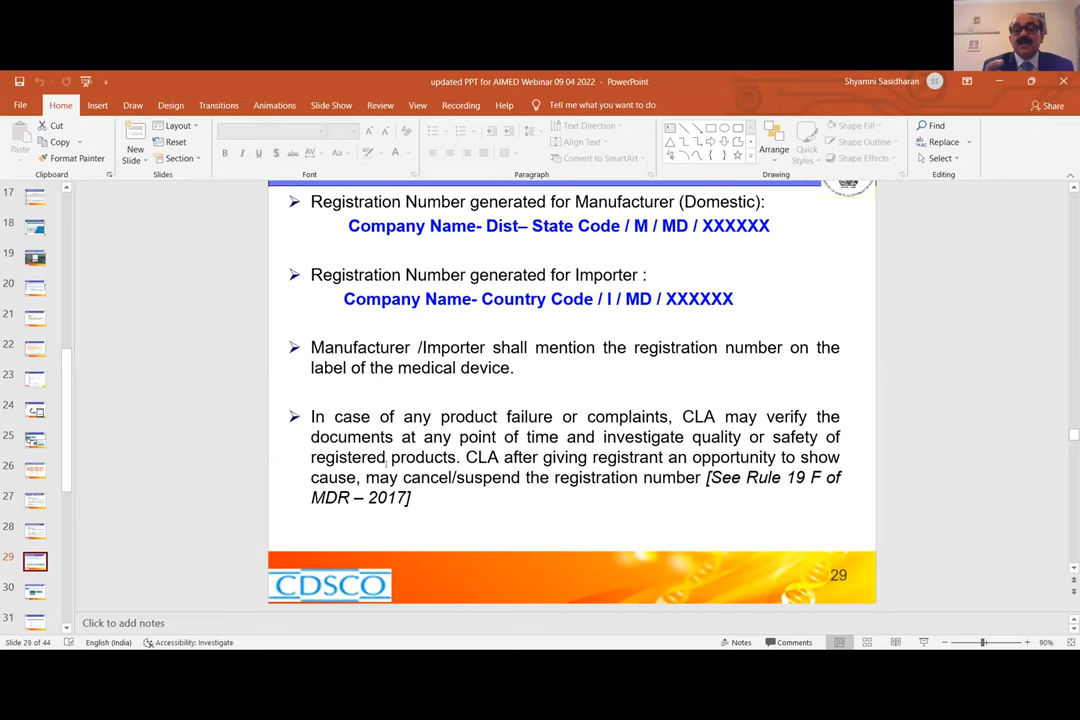 updated PPT for AIMED Webinar 09 04 2022 - PowerPoint
Shyamni Sasidharan SS
File Home Insert Draw Design Transitions Animations Slide Show Review View Recording Help Tell me what you want to do Share
Paste Cut Copy Format Painter Clipboard
New Slide Layout Reset Section Slides
B I U S abc AV Aa A Font
Text Direction Align Text Convert to SmartArt Paragraph
Arrange Quick Styles Shape Fill Shape Outline Shape Effects Drawing
Find Replace Select Editing
17
18
19
20
21
22
23
24
25
26
27
28
29
30
31
Registration Number generated for Manufacturer (Domestic):
Company Name- Dist– State Code / M / MD / XXXXXX
Registration Number generated for Importer :
Company Name- Country Code / I / MD / XXXXXX
Manufacturer /Importer shall mention the registration number on the
label of the medical device.
In case of any product failure or complaints, CLA may verify the
documents at any point of time and investigate quality or safety of
registered products. CLA after giving registrant an opportunity to show
cause, may cancel/suspend the registration number [See Rule 19 F of
MDR – 2017]
CDSCO
29
Click to add notes
Slide 29 of 44 English (India) Accessibility: Investigate Notes Comments 90%